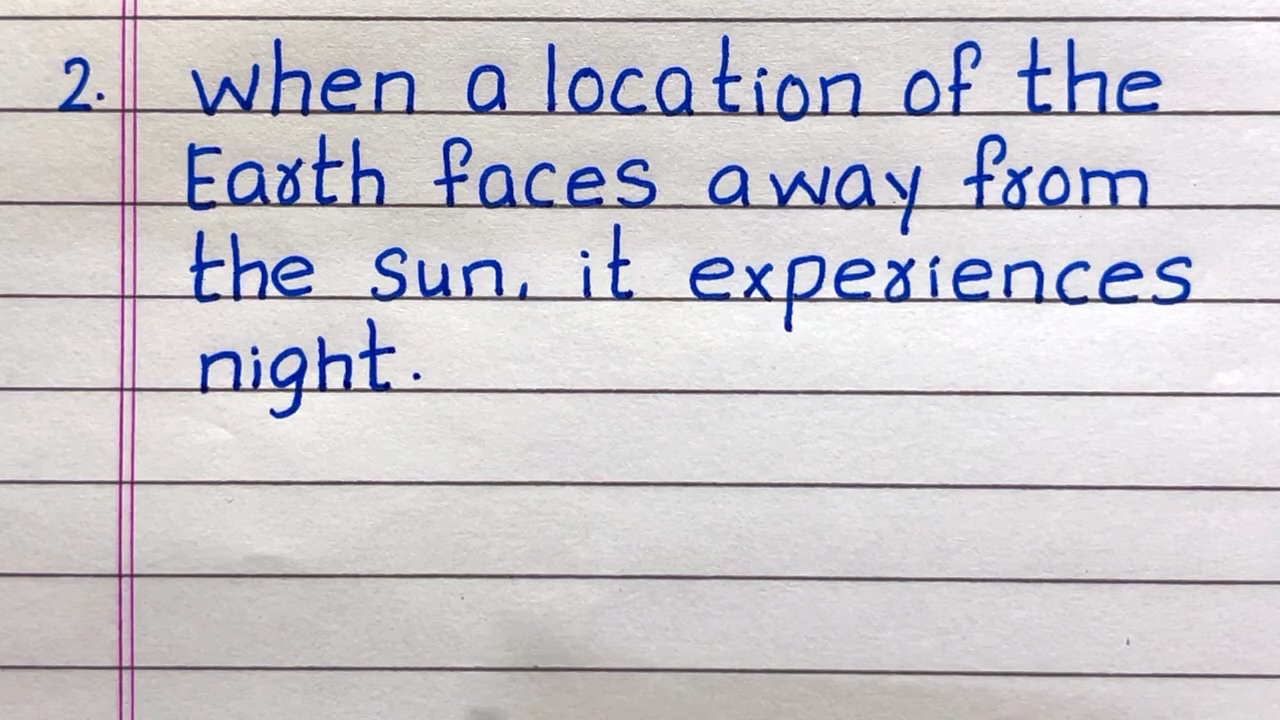 2. when a location of the
Earth faces away from
the sun, it experiences
night.